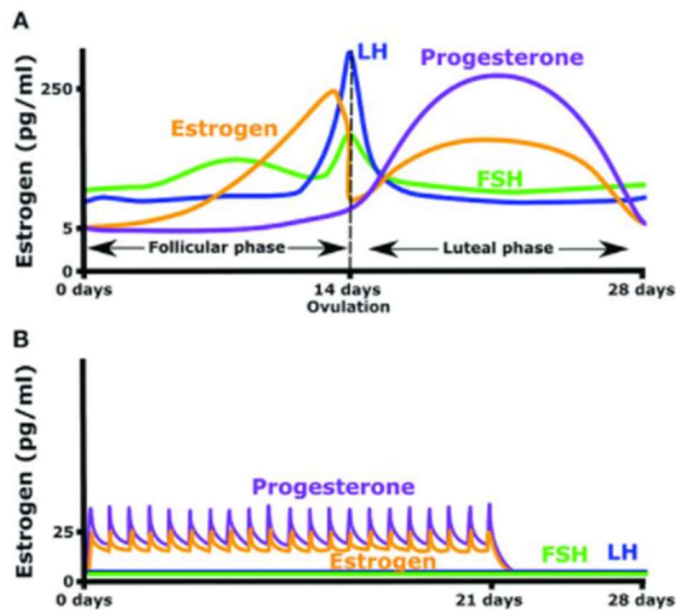 A
LH
Progesterone
250
Estrogen
FSH
Estrogen (pg/ml)
5
Follicular phase
Luteal phase
0
0 days
14 days
28 days
Ovulation
B
Estrogen (pg/ml)
Progesterone
25
Estrogen
FSH
LH
0
0 days
21 days
28 days